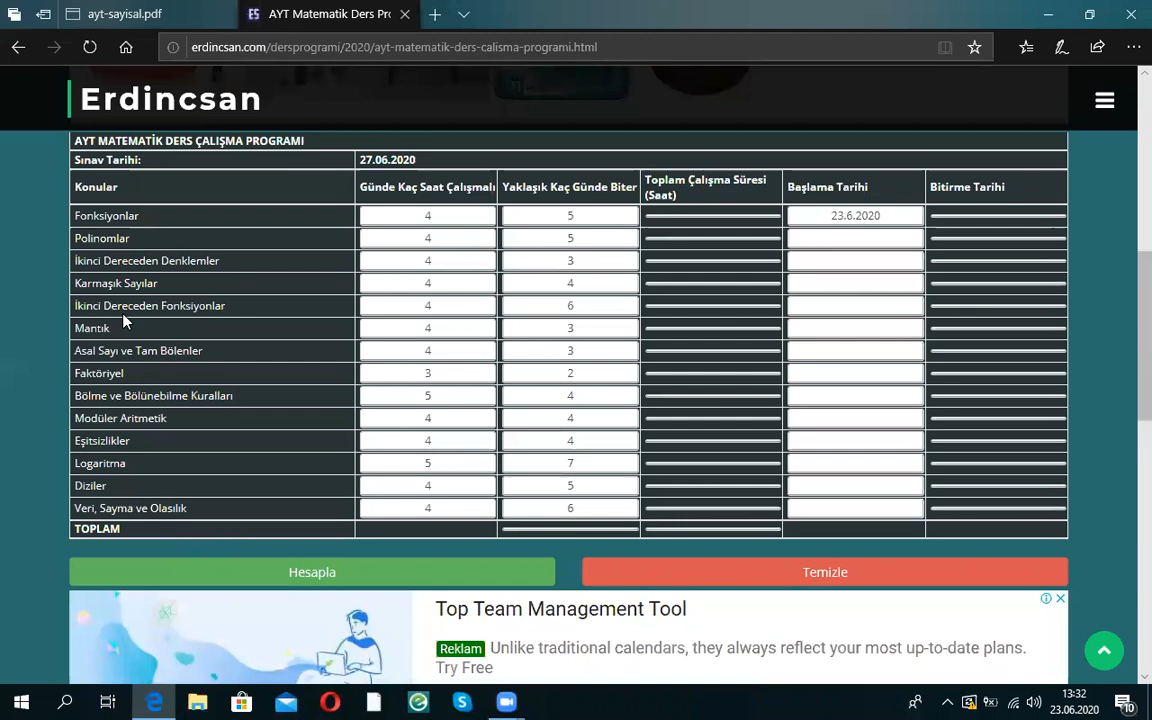 ayt-sayisal.pdf
AYT Matematik Ders Pro
erdincsan.com/dersprogrami/2020/ayt-matematik-ders-calisma-programi.html
Erdincsan
AYT MATEMATİK DERS ÇALIŞMA PROGRAMI
Sınav Tarihi: 27.06.2020
Konular Günde Kaç Saat Çalışmalı Yaklaşık Kaç Günde Biter Toplam Çalışma Süresi (Saat) Başlama Tarihi Bitirme Tarihi
Fonksiyonlar 4 5 23.6.2020
Polinomlar 4 5
İkinci Dereceden Denklemler 4 3
Karmaşık Sayılar 4 4
İkinci Dereceden Fonksiyonlar 4 6
Mantık 4 3
Asal Sayı ve Tam Bölenler 4 3
Faktöriyel 3 2
Bölme ve Bölünebilme Kuralları 5 4
Modüler Aritmetik 4 4
Eşitsizlikler 4 4
Logaritma 5 7
Diziler 4 5
Veri, Sayma ve Olasılık 4 6
TOPLAM
Hesapla
Temizle
Top Team Management Tool
Reklam Unlike traditional calendars, they always reflect your most up-to-date plans.
Try Free
13:32
23.06.2020
10